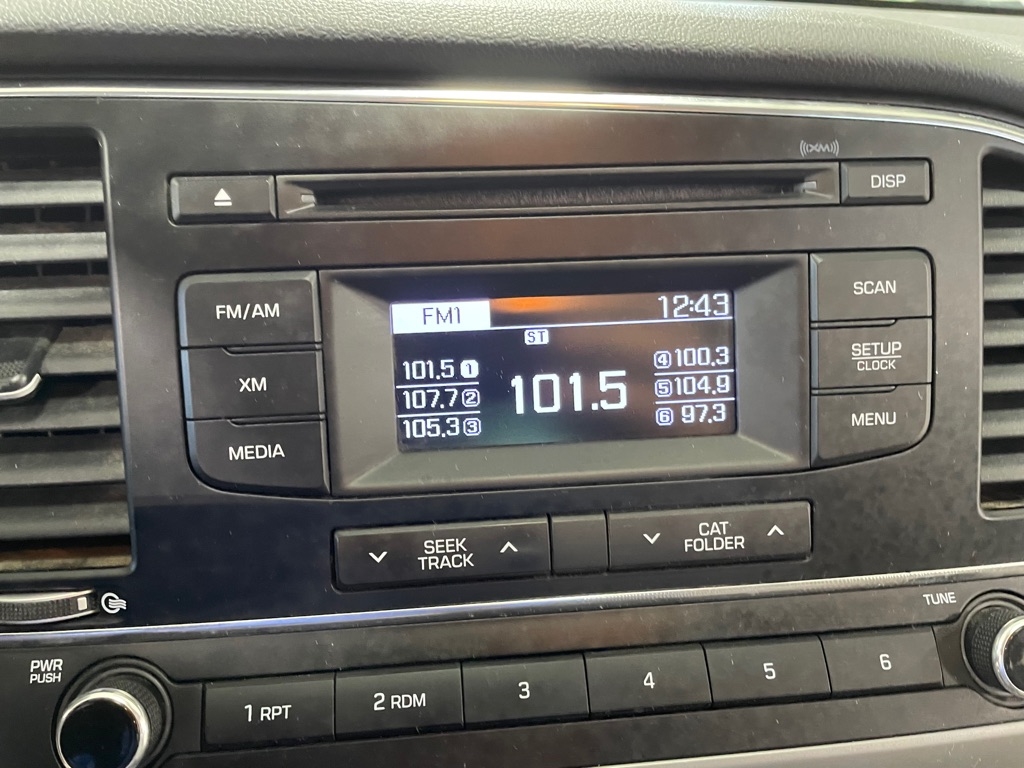 ((XM))
DISP
FM/AM
XM
MEDIA
FM1
12:43
ST
101.5 1
107.7 2
105.3 3
101.5
4 100.3
5 104.9
6 97.3
SCAN
SETUP
CLOCK
MENU
SEEK
TRACK
CAT
FOLDER
TUNE
PWR
PUSH
1 RPT
2 RDM
3
4
5
6